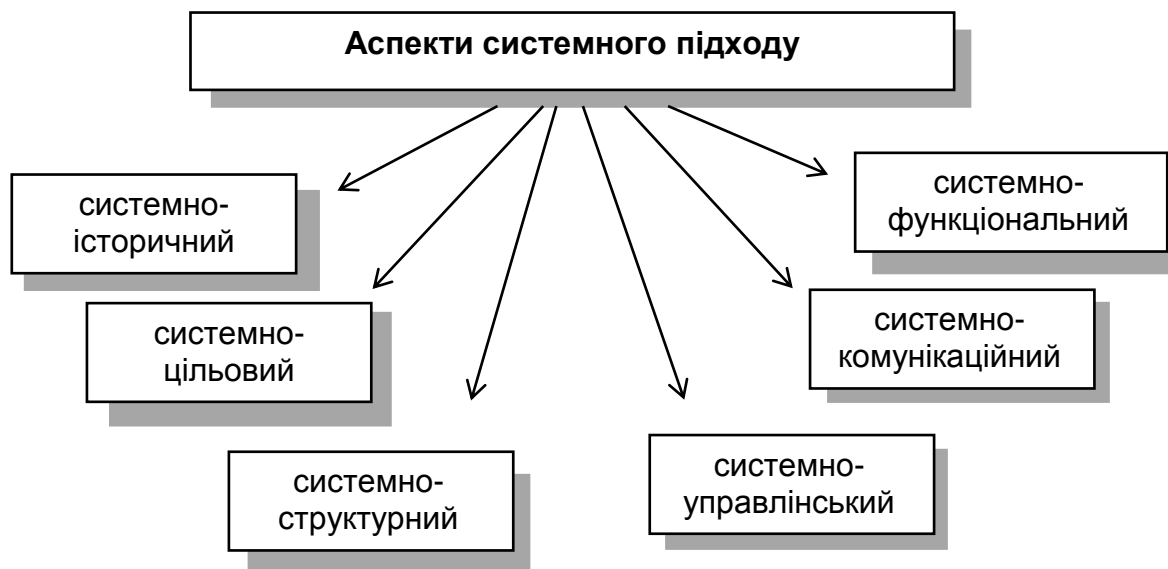 Аспекти системного підходу
системно-
історичний
системно-
функціональний
системно-
цільовий
системно-
комунікаційний
системно-
структурний
системно-
управлінський